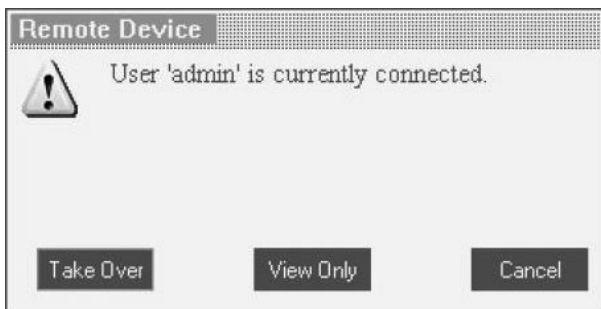 Remote Device
User 'admin' is currently connected.
Take Over
View Only
Cancel